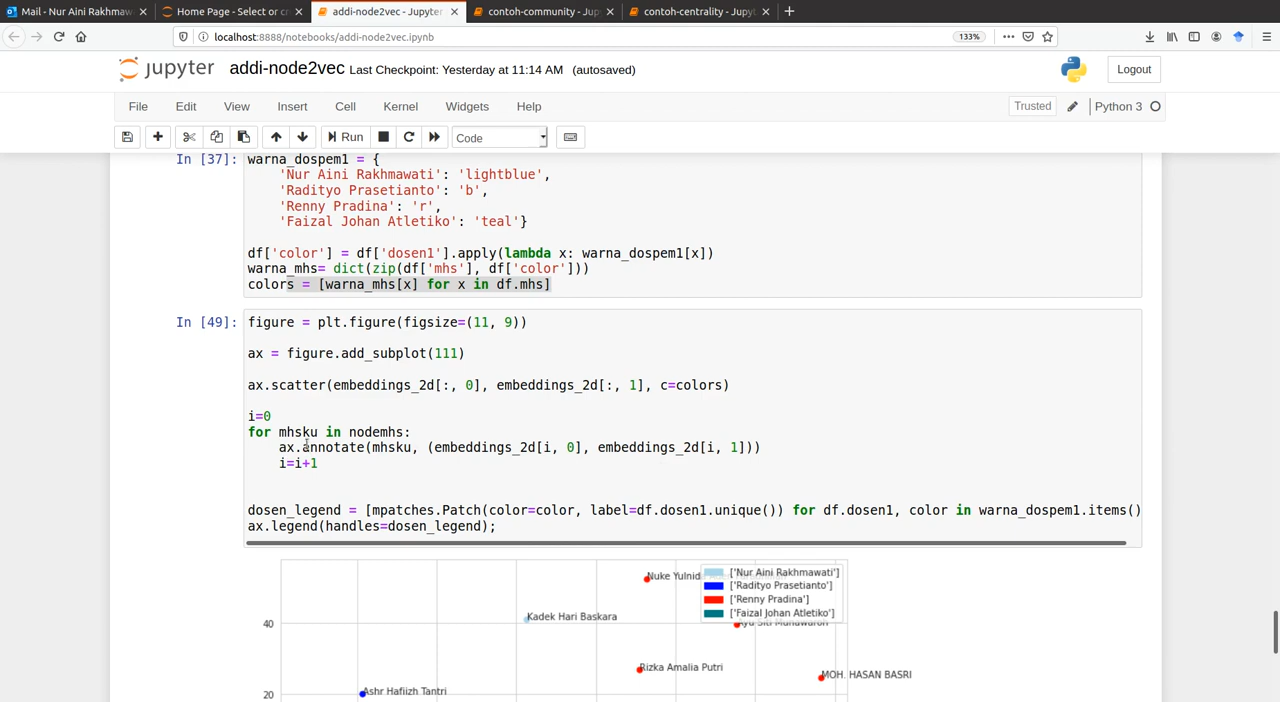 Mail - Nur Aini Rakhmaw
Home Page - Select or cr
addi-node2vec - Jupyter
contoh-community - Jup
contoh-centrality - Jupyt
localhost:8888/notebooks/addi-node2vec.ipynb
133%
jupyter addi-node2vec Last Checkpoint: Yesterday at 11:14 AM (autosaved)
Logout
File Edit View Insert Cell Kernel Widgets Help
Trusted
Python 3
Run
Code
In [37]: warna_dospem1 = {
'Nur Aini Rakhmawati': 'lightblue',
'Radityo Prasetianto': 'b',
'Renny Pradina': 'r',
'Faizal Johan Atletiko': 'teal'}
df['color'] = df['dosen1'].apply(lambda x: warna_dospem1[x])
warna_mhs= dict(zip(df['mhs'], df['color']))
colors = [warna_mhs[x] for x in df.mhs]
In [49]: figure = plt.figure(figsize=(11, 9))
ax = figure.add_subplot(111)
ax.scatter(embeddings_2d[:, 0], embeddings_2d[:, 1], c=colors)
i=0
for mhsku in nodemhs:
ax.annotate(mhsku, (embeddings_2d[i, 0], embeddings_2d[i, 1]))
i=i+1
dosen_legend = [mpatches.Patch(color=color, label=df.dosen1.unique()) for df.dosen1, color in warna_dospem1.items()
ax.legend(handles=dosen_legend);
['Nur Aini Rakhmawati']
['Radityo Prasetianto']
['Renny Pradina']
['Faizal Johan Atletiko']
Nuke Yulnid
Kadek Hari Baskara
40
Ayu Siti Munawaroh
Rizka Amalia Putri
MOH. HASAN BASRI
20
Ashr Hafiizh Tantri